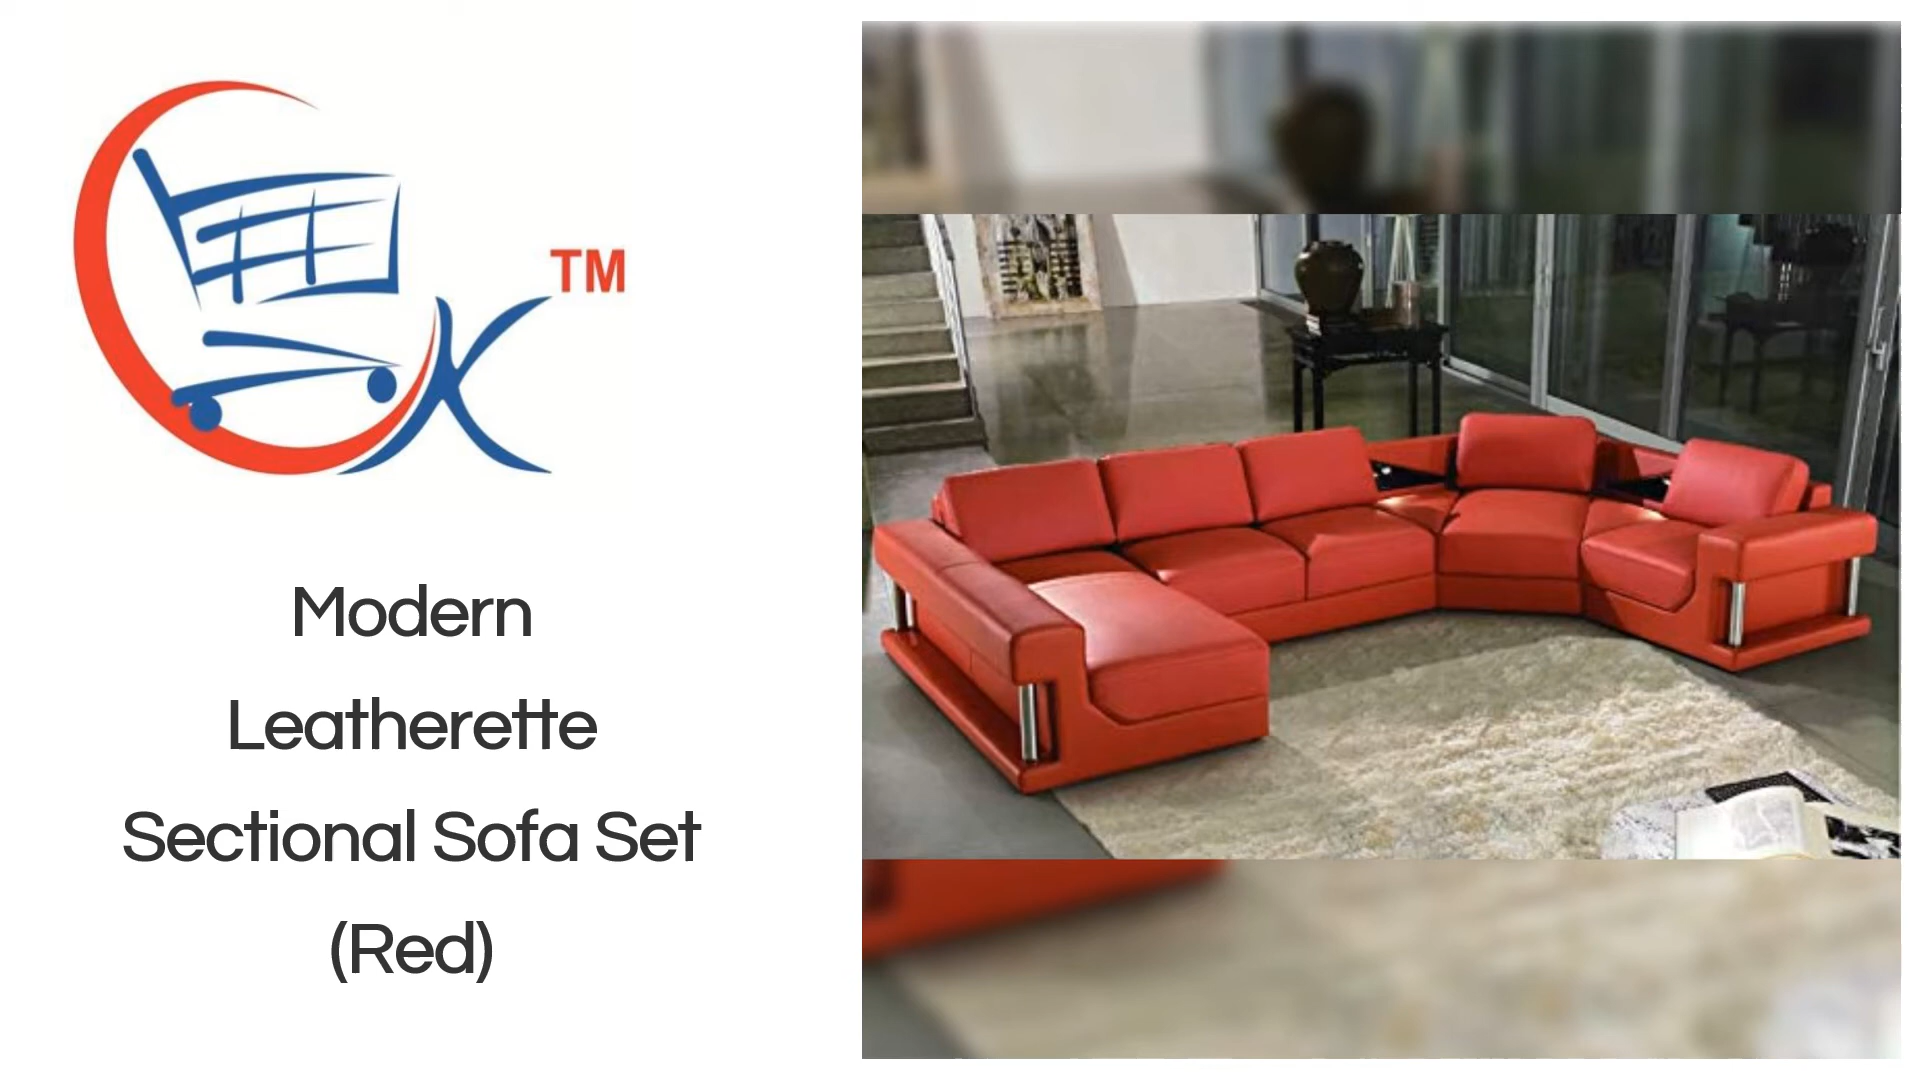 TM
K
Modern
Leatherette
Sectional Sofa Set
(Red)